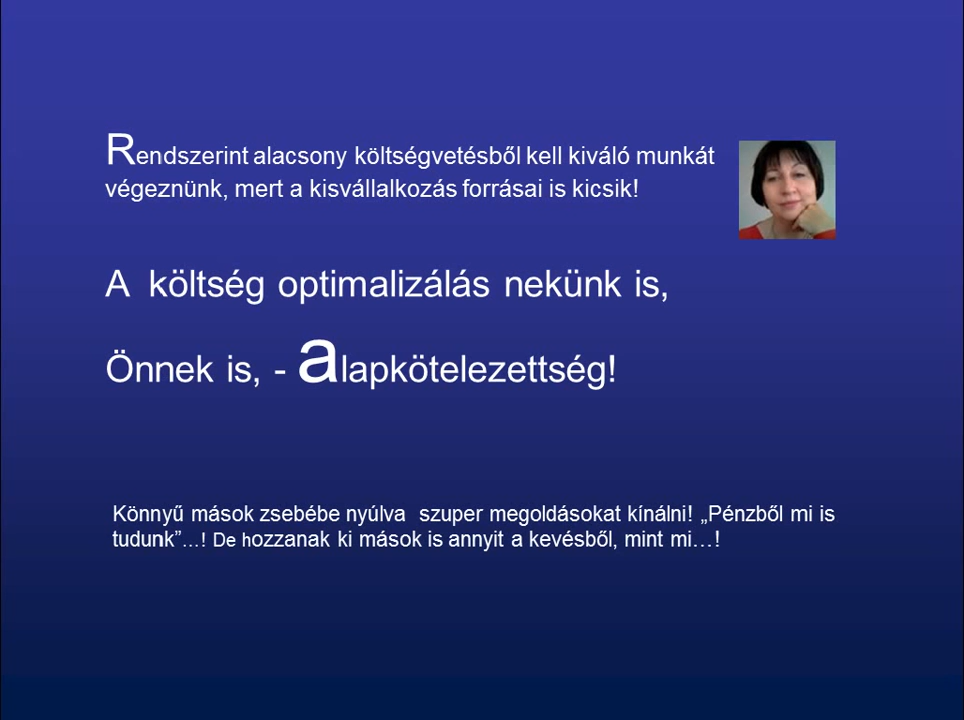 Rendszerint alacsony költségvetésből kell kiváló munkát
végeznünk, mert a kisvállalkozás forrásai is kicsik!
A  költség optimalizálás nekünk is,
Önnek is, - alapkötelezettség!
Könnyű mások zsebébe nyúlva  szuper megoldásokat kínálni! „Pénzből mi is
tudunk”…! De hozzanak ki mások is annyit a kevésből, mint mi…!